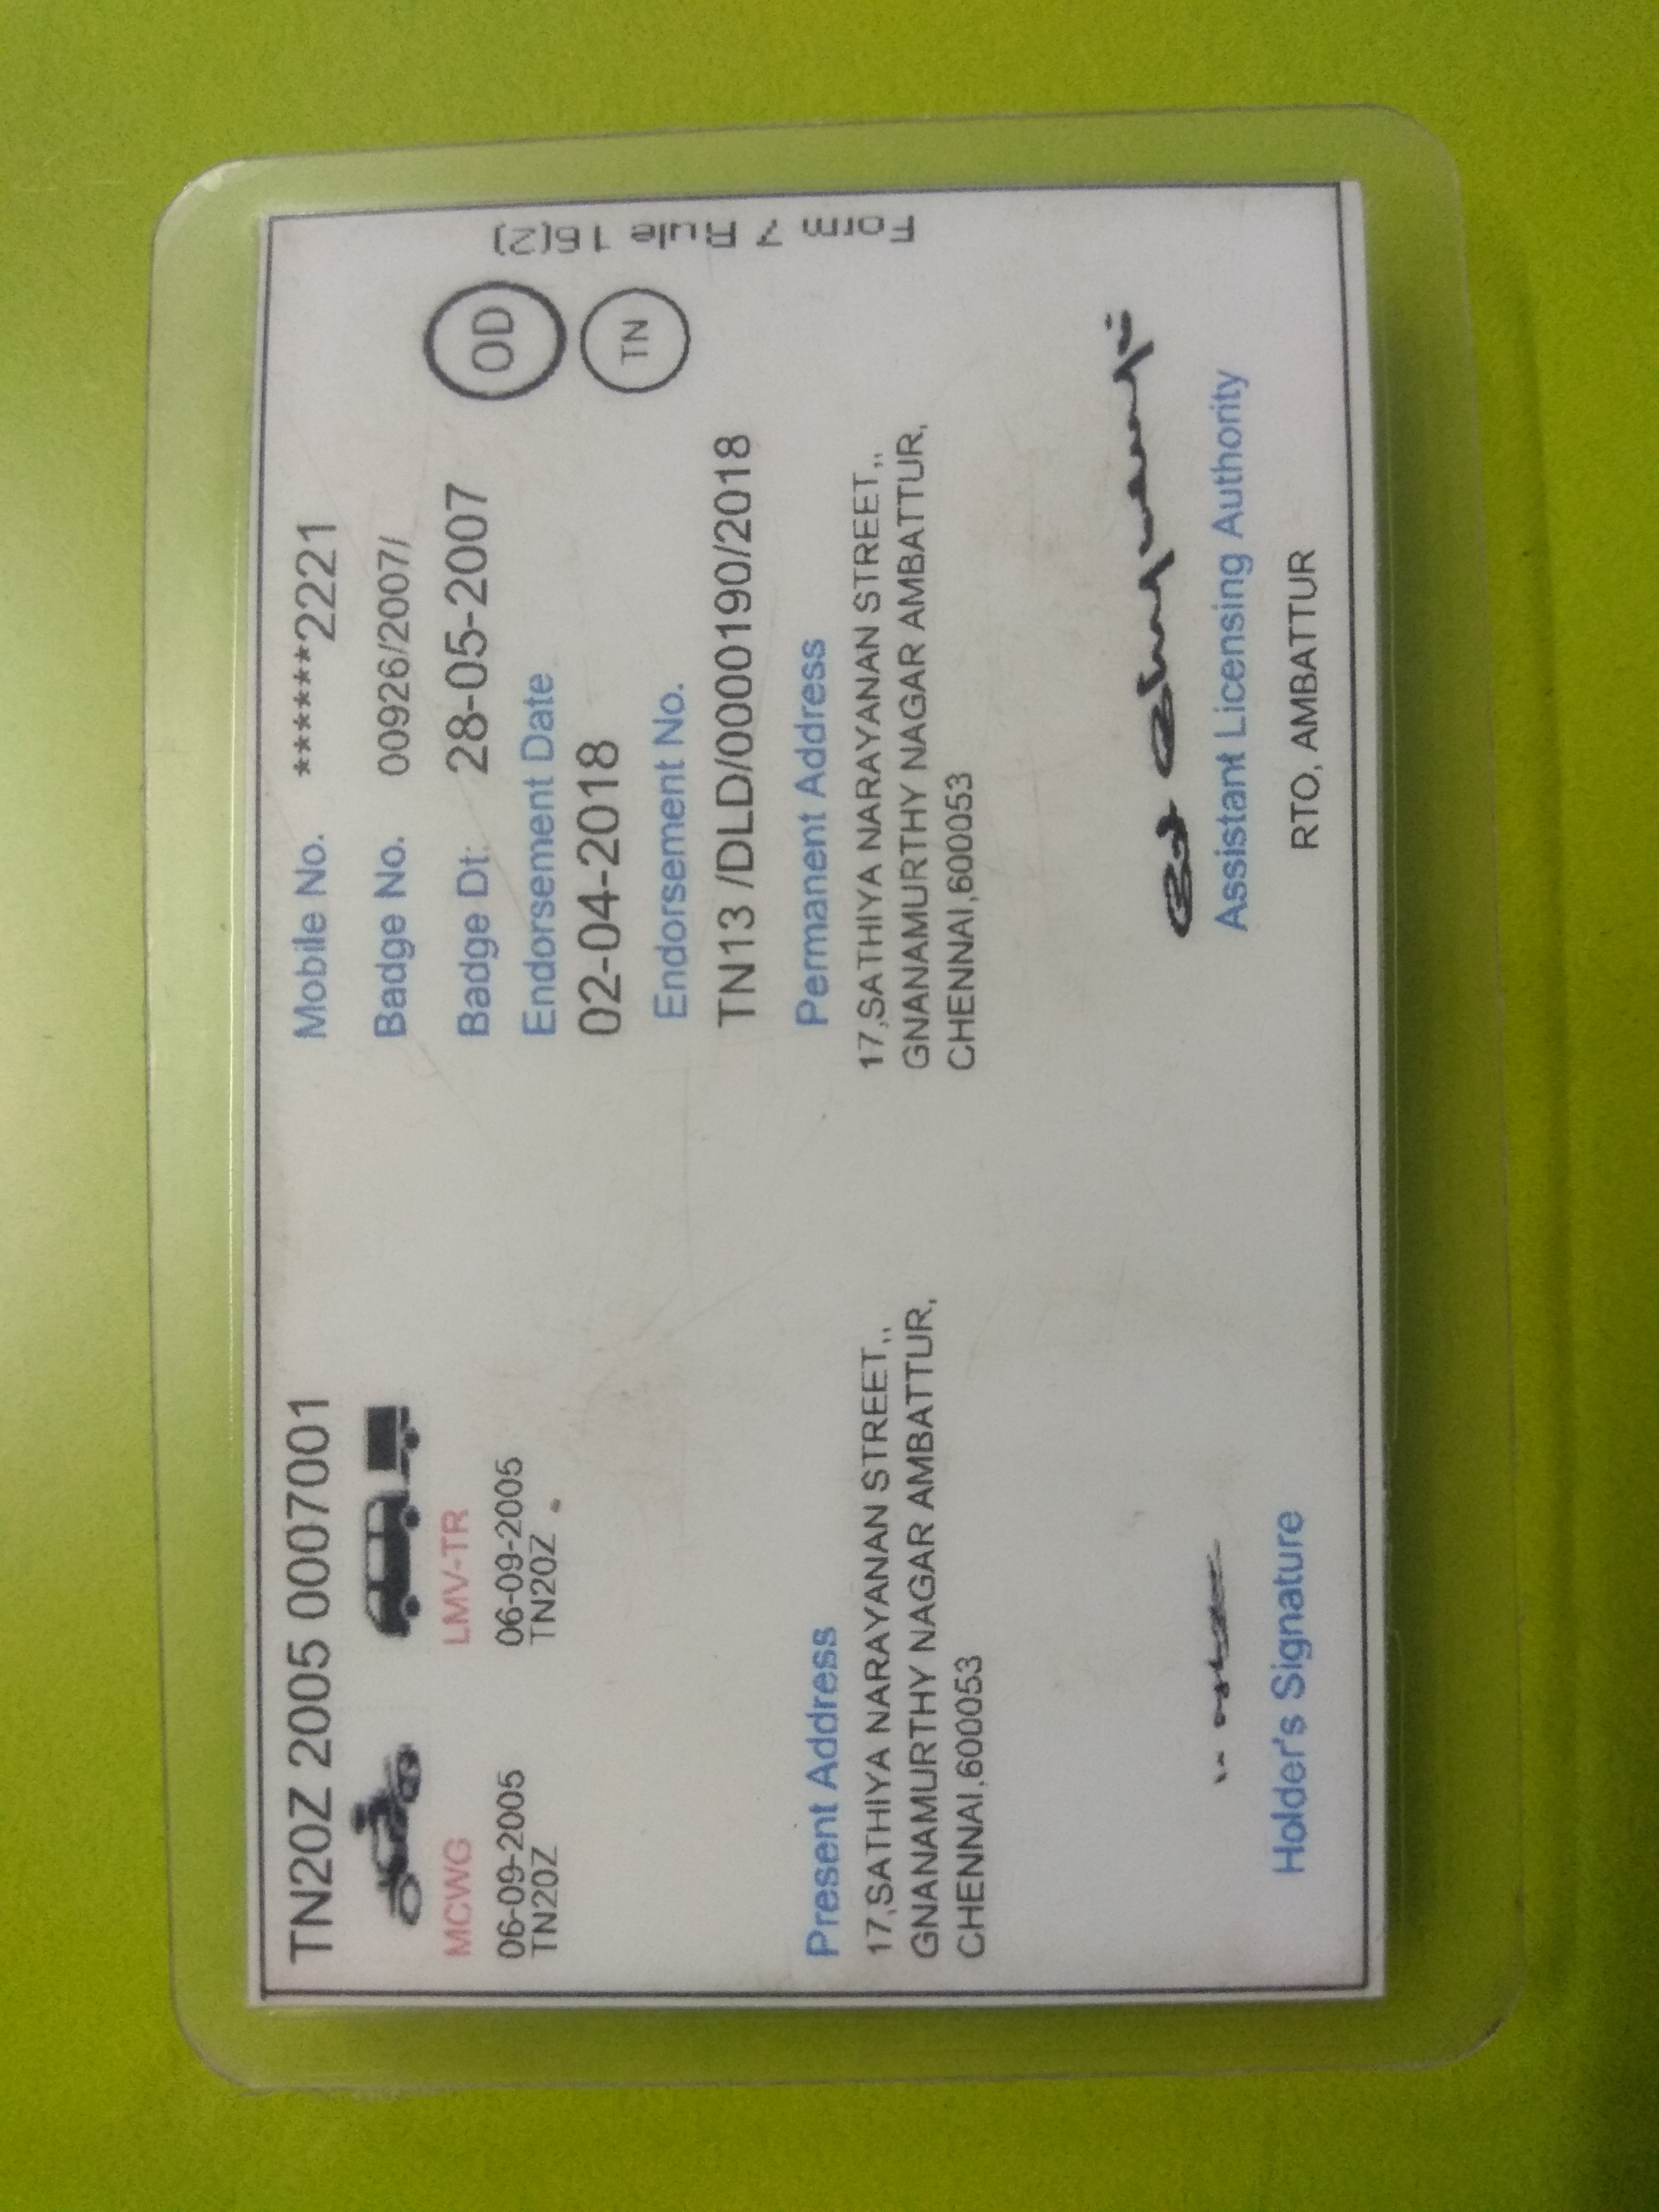 TN20Z 2005 0007001
MCWG
06-09-2005
TN20Z
LMV-TR
06-09-2005
TN20Z
Mobile No. ******2221
Badge No. 00926/2007/
Badge Dt: 28-05-2007
Endorsement Date
02-04-2018
Endorsement No.
TN13 /DLD/0000190/2018
OD
TN
Form 7 Rule 16(2)
Present Address
17,SATHIYA NARAYANAN STREET,,
GNANAMURTHY NAGAR AMBATTUR,
CHENNAI,600053
Permanent Address
17,SATHIYA NARAYANAN STREET,,
GNANAMURTHY NAGAR AMBATTUR,
CHENNAI,600053
Holder's Signature
Assistant Licensing Authority
RTO, AMBATTUR